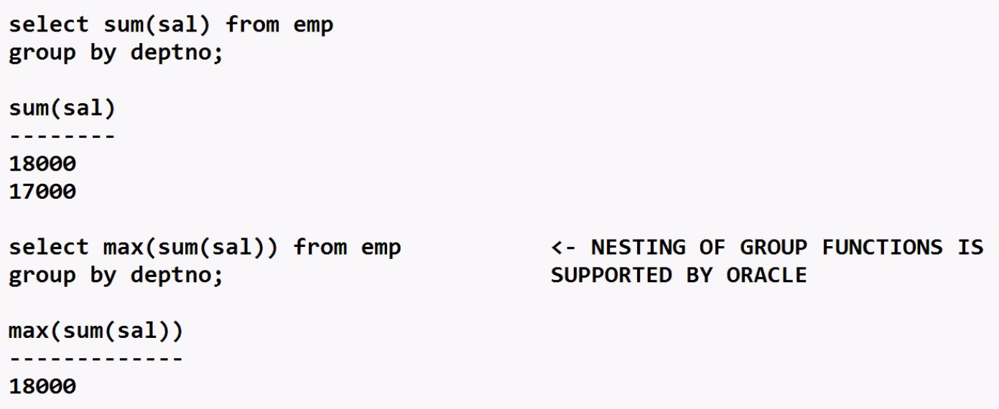 select sum(sal) from emp
group by deptno;
sum(sal)
--------
18000
17000
select max(sum(sal)) from emp <- NESTING OF GROUP FUNCTIONS IS
group by deptno; SUPPORTED BY ORACLE
max(sum(sal))
-------------
18000